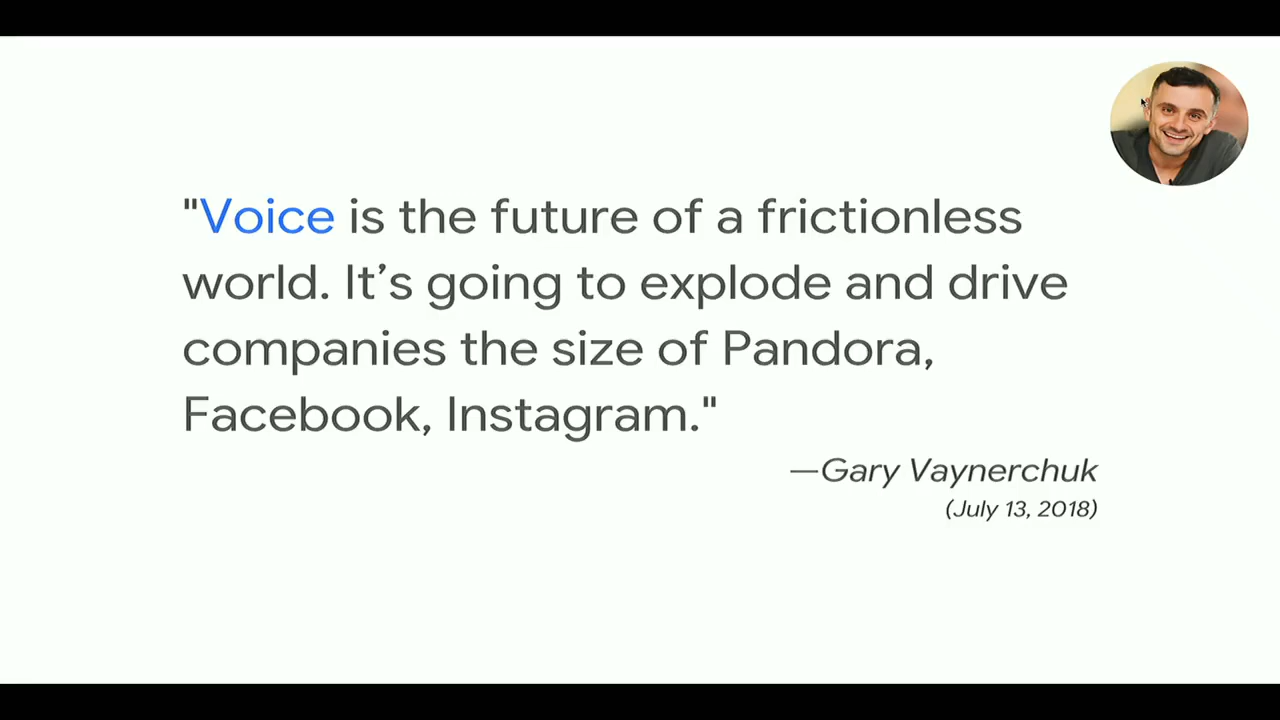 "Voice is the future of a frictionless
world. It’s going to explode and drive
companies the size of Pandora,
Facebook, Instagram."
—Gary Vaynerchuk
(July 13, 2018)